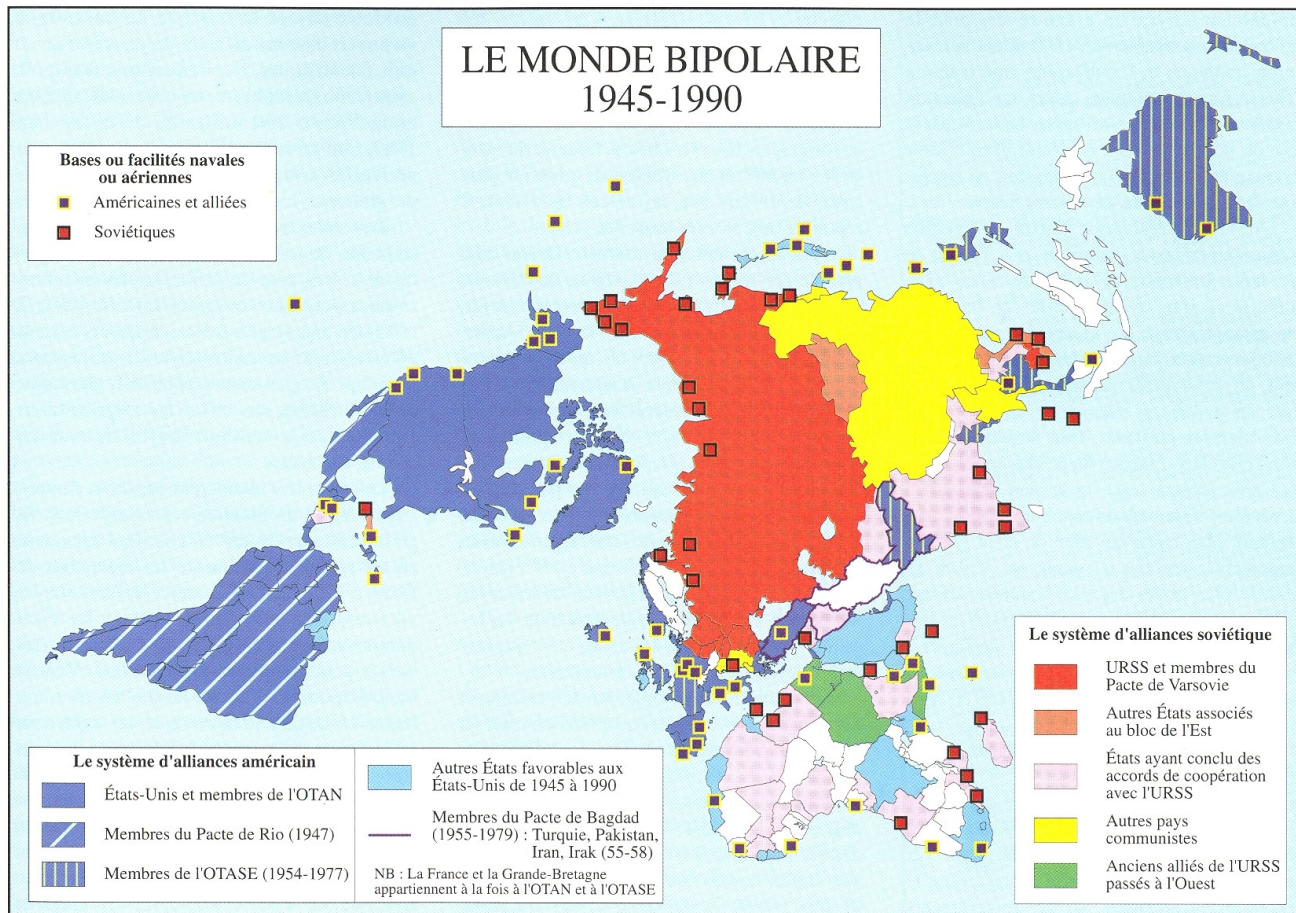 LE MONDE BIPOLAIRE
1945-1990
Bases ou facilités navales
ou aériennes
Américaines et alliées
Soviétiques
Le système d'alliances américain
États-Unis et membres de l'OTAN
Membres du Pacte de Rio (1947)
Membres de l'OTASE (1954-1977)
Autres États favorables aux
États-Unis de 1945 à 1990
Membres du Pacte de Bagdad
(1955-1979) : Turquie, Pakistan,
Iran, Irak (55-58)
NB : La France et la Grande-Bretagne
appartiennent à la fois à l'OTAN et à l'OTASE
Le système d'alliances soviétique
URSS et membres du
Pacte de Varsovie
Autres États associés
au bloc de l'Est
États ayant conclu des
accords de coopération
avec l'URSS
Autres pays
communistes
Anciens alliés de l'URSS
passés à l'Ouest